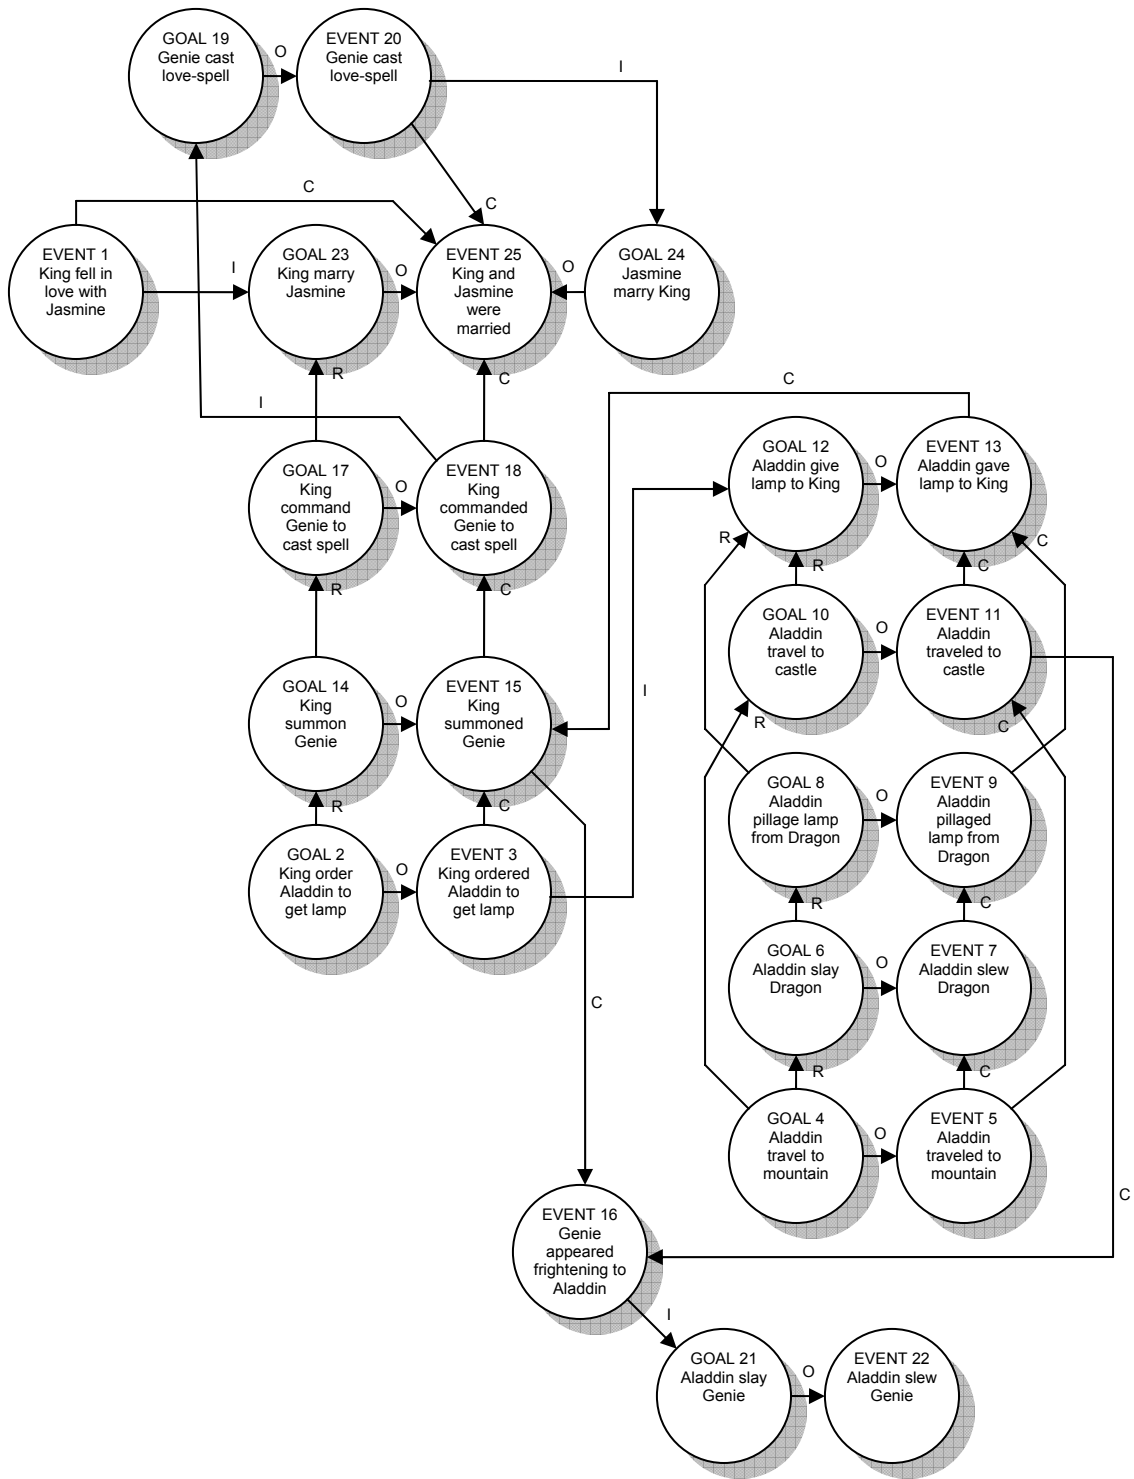 GOAL 19
Genie cast
love-spell
O
EVENT 20
Genie cast
love-spell
I
C
C
EVENT 1
King fell in
love with
Jasmine
I
GOAL 23
King marry
Jasmine
O
EVENT 25
King and
Jasmine
were
married
O
GOAL 24
Jasmine
marry King
R
C
I
C
GOAL 17
King
command
Genie to
cast spell
O
EVENT 18
King
commanded
Genie to
cast spell
GOAL 12
Aladdin give
lamp to King
O
EVENT 13
Aladdin gave
lamp to King
R
C
R
R
C
C
GOAL 10
Aladdin
travel to
castle
O
EVENT 11
Aladdin
traveled to
castle
GOAL 14
King
summon
Genie
O
EVENT 15
King
summoned
Genie
I
R
C
R
C
GOAL 8
Aladdin
pillage lamp
from Dragon
O
EVENT 9
Aladdin
pillaged
lamp from
Dragon
GOAL 2
King order
Aladdin to
get lamp
O
EVENT 3
King ordered
Aladdin to
get lamp
R
C
GOAL 6
Aladdin slay
Dragon
O
EVENT 7
Aladdin slew
Dragon
C
R
C
GOAL 4
Aladdin
travel to
mountain
O
EVENT 5
Aladdin
traveled to
mountain
C
EVENT 16
Genie
appeared
frightening to
Aladdin
I
GOAL 21
Aladdin slay
Genie
O
EVENT 22
Aladdin slew
Genie